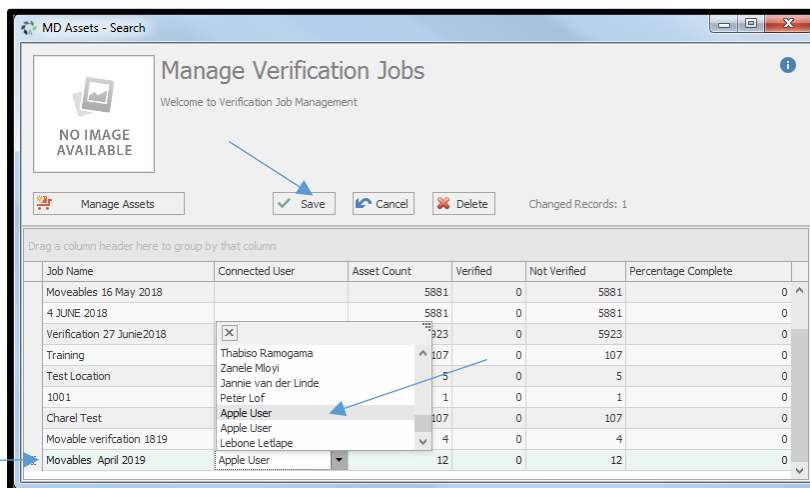 MD Assets - Search
Manage Verification Jobs
Welcome to Verification Job Management
NO IMAGE
AVAILABLE
Manage Assets Save Cancel Delete Changed Records: 1
Drag a column header here to group by that column
Job Name Connected User Asset Count Verified Not Verified Percentage Complete
Moveables 16 May 2018 5881 0 5881 0
4 JUNE 2018 5881 0 5881 0
Verification 27 Junie2018 923 0 5923 0
Training 107 0 107 0
Test Location 5 0 5 0
1001 1 0 1 0
Charel Test 107 0 107 0
Movable verifcation 1819 4 0 4 0
Movables April 2019 Apple User 12 0 12 0
Thabiso Ramogama
Zanele Mloyi
Jannie van der Linde
Peter Lof
Apple User
Apple User
Lebone Letlape